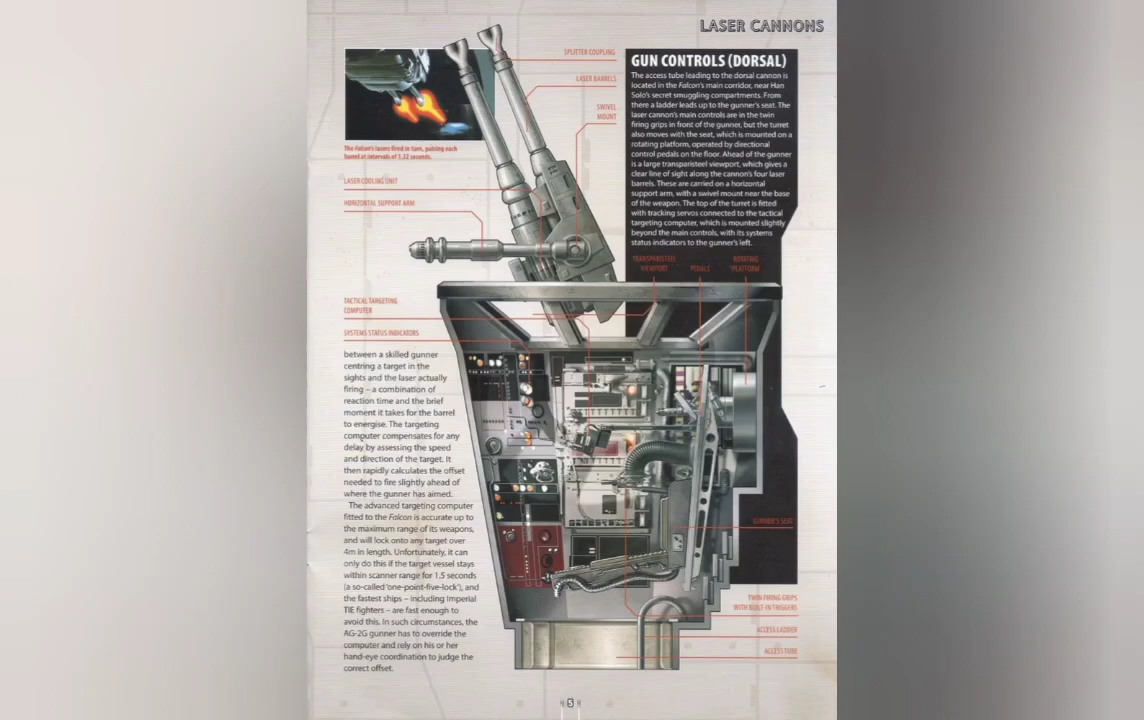 LASER CANNONS
SPLITTER COUPLING
LASER BARRELS
SWIVEL
MOUNT
The Falcon's lasers fired in turn, pulsing each
barrel at intervals of 1.32 seconds.
LASER COOLING UNIT
HORIZONTAL SUPPORT ARM
GUN CONTROLS (DORSAL)
The access tube leading to the dorsal cannon is
located in the Falcon's main corridor, near Han
Solo's secret smuggling compartments. From
there a ladder leads up to the gunner's seat. The
laser cannon's main controls are in the twin
firing grips in front of the gunner, but the turret
also moves with the seat, which is mounted on a
rotating platform, operated by directional
control pedals on the floor. Ahead of the gunner
is a large transparisteel viewport, which gives a
clear line of sight along the cannon's four laser
barrels. These are carried on a horizontal
support arm, with a swivel mount near the base
of the weapon. The top of the turret is fitted
with tracking servos connected to the tactical
targeting computer, which is mounted slightly
beyond the main controls, with its systems
status indicators to the gunner's left.
TRANSPARISTEEL
VIEWPORT
PEDALS
ROTATING
PLATFORM
TACTICAL TARGETING
COMPUTER
SYSTEMS STATUS INDICATORS
between a skilled gunner
centring a target in the
sights and the laser actually
firing – a combination of
reaction time and the brief
moment it takes for the barrel
to energise. The targeting
computer compensates for any
delay by assessing the speed
and direction of the target. It
then rapidly calculates the offset
needed to fire slightly ahead of
where the gunner has aimed.
The advanced targeting computer
fitted to the Falcon is accurate up to
the maximum range of its weapons,
and will lock onto any target over
4m in length. Unfortunately, it can
only do this if the target vessel stays
within scanner range for 1.5 seconds
(a so-called 'one-point-five-lock'), and
the fastest ships – including Imperial
TIE fighters – are fast enough to
avoid this. In such circumstances, the
AG-2G gunner has to override the
computer and rely on his or her
hand-eye coordination to judge the
correct offset.
GUNNER'S SEAT
TWIN FIRING GRIPS
WITH BUILT-IN TRIGGERS
ACCESS LADDER
ACCESS TUBE
5